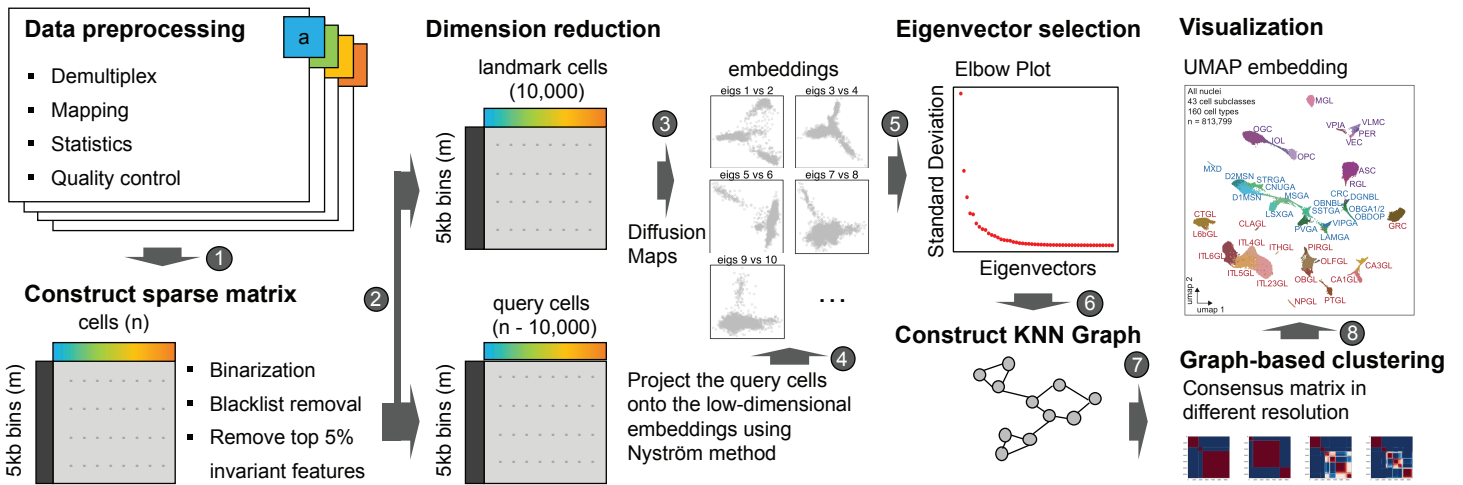 Data preprocessing
a
▪ Demultiplex
▪ Mapping
▪ Statistics
▪ Quality control
1
Construct sparse matrix
cells (n)
5kb bins (m)
▪ Binarization
▪ Blacklist removal
▪ Remove top 5%
invariant features
2
Dimension reduction
landmark cells
(10,000)
5kb bins (m)
query cells
(n - 10,000)
5kb bins (m)
3
Diffusion
Maps
embeddings
eigs 1 vs 2
eigs 3 vs 4
eigs 5 vs 6
eigs 7 vs 8
eigs 9 vs 10
...
4
Project the query cells
onto the low-dimensional
embeddings using
Nyström method
5
Eigenvector selection
Elbow Plot
Standard Deviation
Eigenvectors
6
Construct KNN Graph
7
Visualization
UMAP embedding
All nuclei
43 cell subclasses
160 cell types
n = 813,799
MGL
VLMC
VPIA
PER
VEC
OGC
IOL
OPC
ASC
RGL
MXD
D2MSN
STRGA
CNUGA
D1MSN
MSGA
LSXGA
CRC
DGNBL
OBNBL
OBGA1/2
SSTGA
OBDOP
VIPGA
PVGA
LAMGA
GRC
CTGL
L6bGL
CLAGL
ITL4GL
ITHGL
ITL6GL
ITL5GL
ITL23GL
PIRGL
OLFGL
OBGL
CA3GL
CA1GL
PTGL
NPGL
umap 2
umap 1
8
Graph-based clustering
Consensus matrix in
different resolution